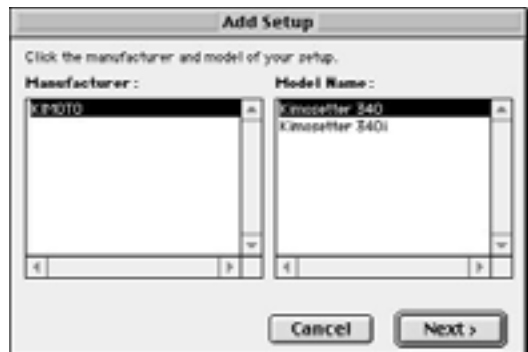 Add Setup
Click the manufacturer and model of your setup.
Manufacturer:
Model Name:
KIMOTO
Kimosetter 340
Kimosetter 340i
Cancel
Next >